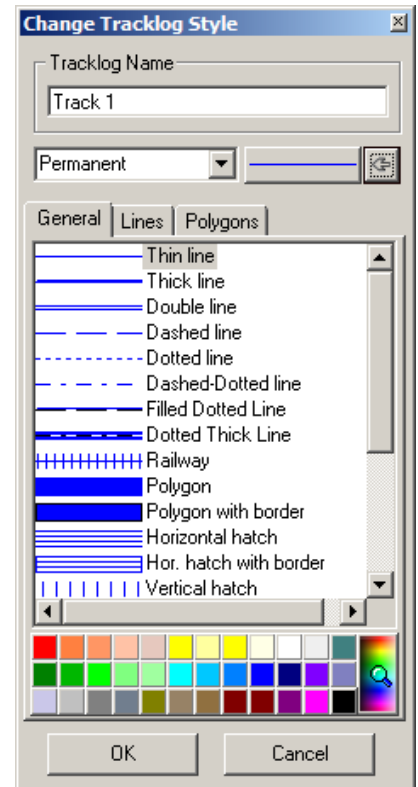 Change Tracklog Style
Tracklog Name
Track 1
Permanent
General Lines Polygons
Thin line
Thick line
Double line
Dashed line
Dotted line
Dashed-Dotted line
Filled Dotted Line
Dotted Thick Line
Railway
Polygon
Polygon with border
Horizontal hatch
Hor. hatch with border
Vertical hatch
OK Cancel